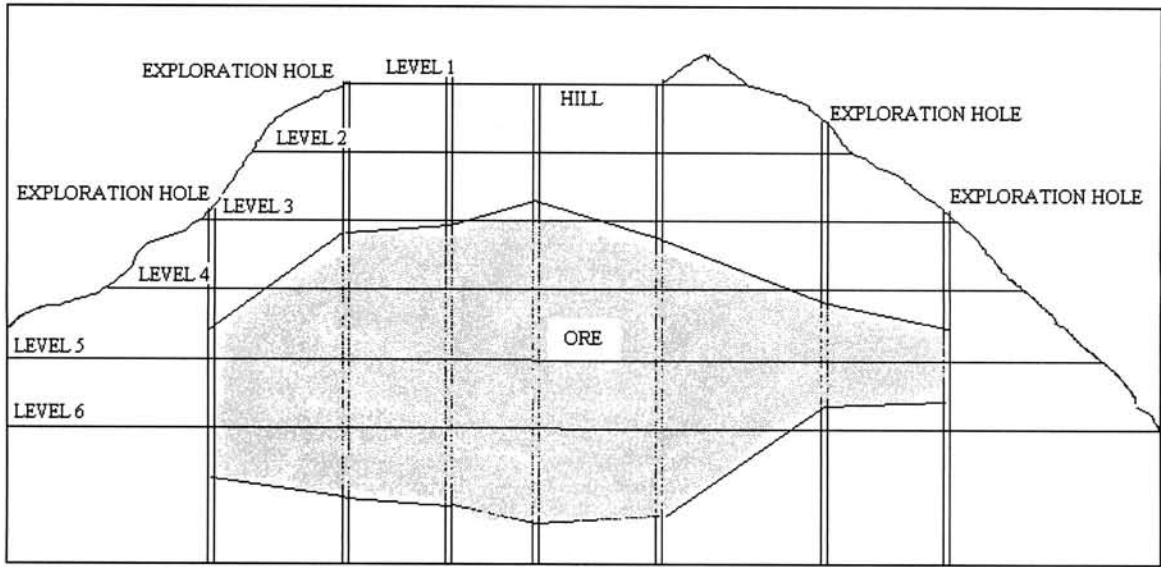 EXPLORATION HOLE
LEVEL 1
HILL
EXPLORATION HOLE
LEVEL 2
EXPLORATION HOLE
LEVEL 3
EXPLORATION HOLE
LEVEL 4
ORE
LEVEL 5
LEVEL 6